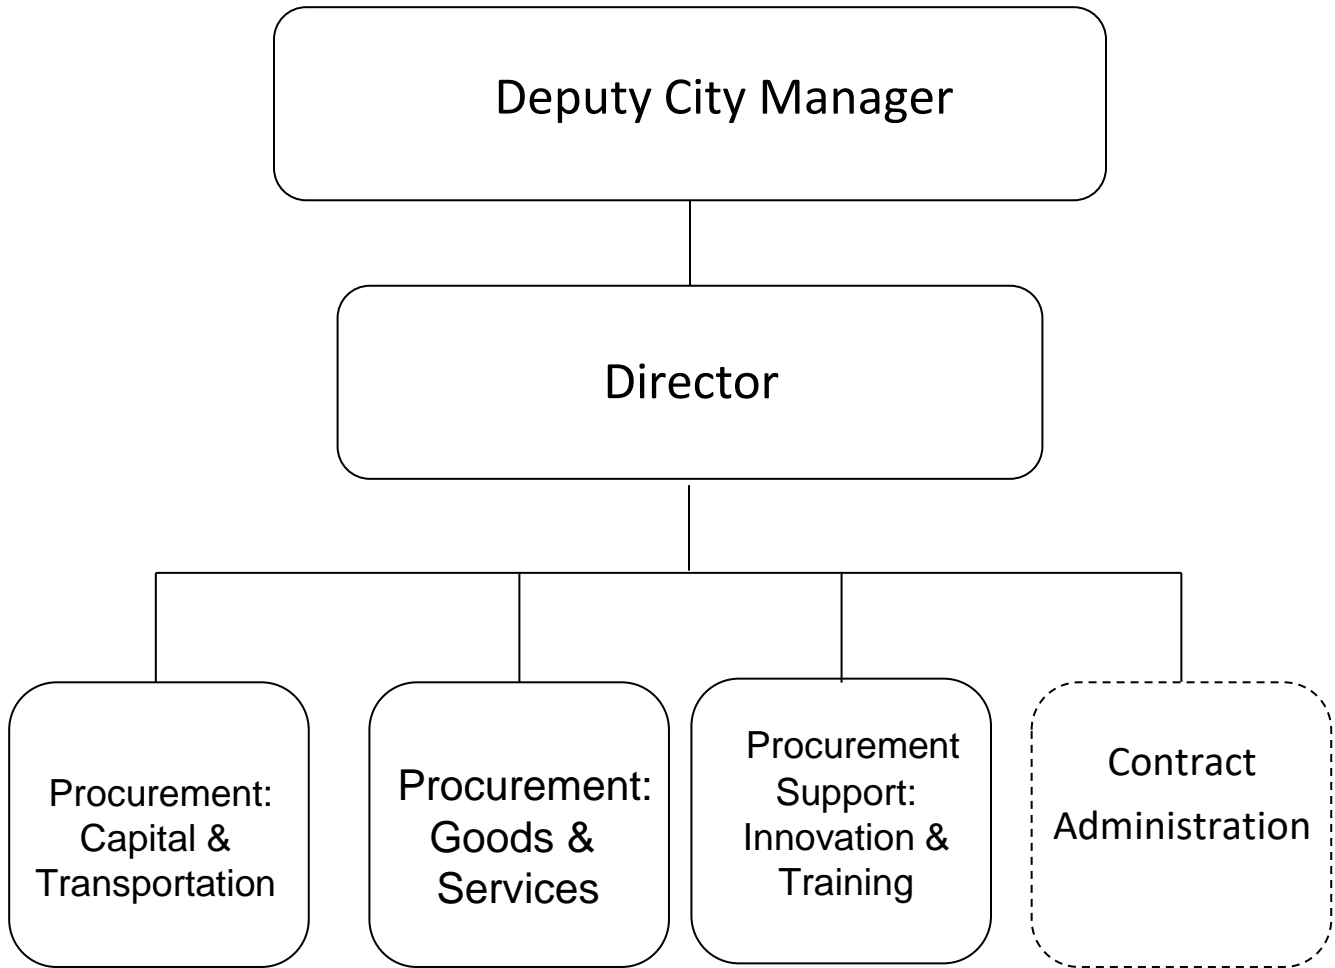 Deputy City Manager
Director
Procurement:
Capital &
Transportation
Procurement:
Goods &
Services
Procurement
Support:
Innovation &
Training
Contract
Administration